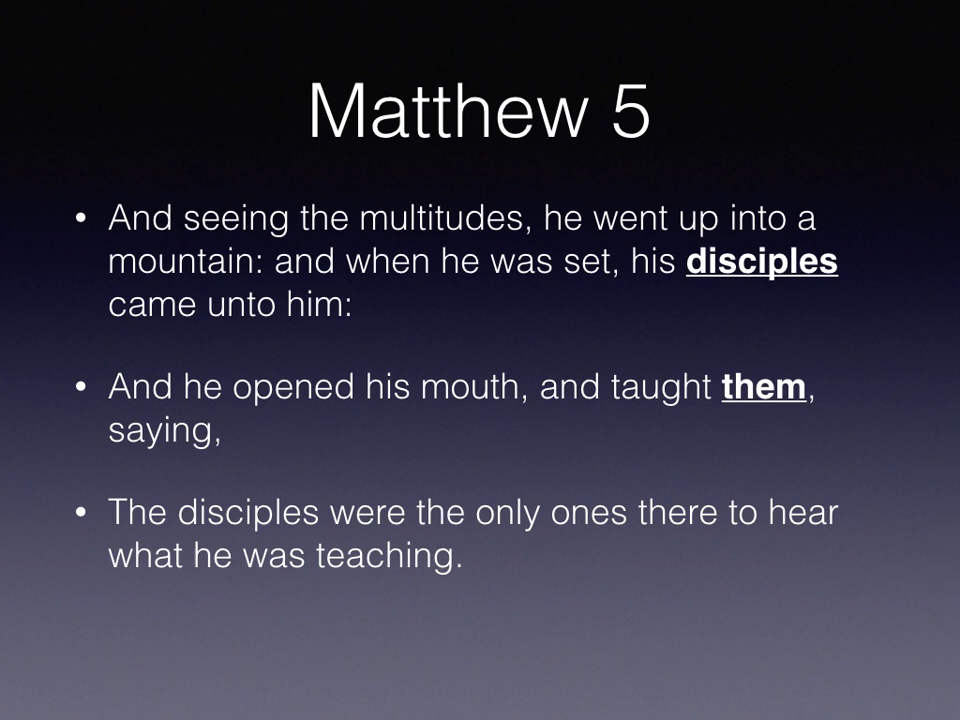 Matthew 5
• And seeing the multitudes, he went up into a
mountain: and when he was set, his disciples
came unto him:
• And he opened his mouth, and taught them,
saying,
• The disciples were the only ones there to hear
what he was teaching.